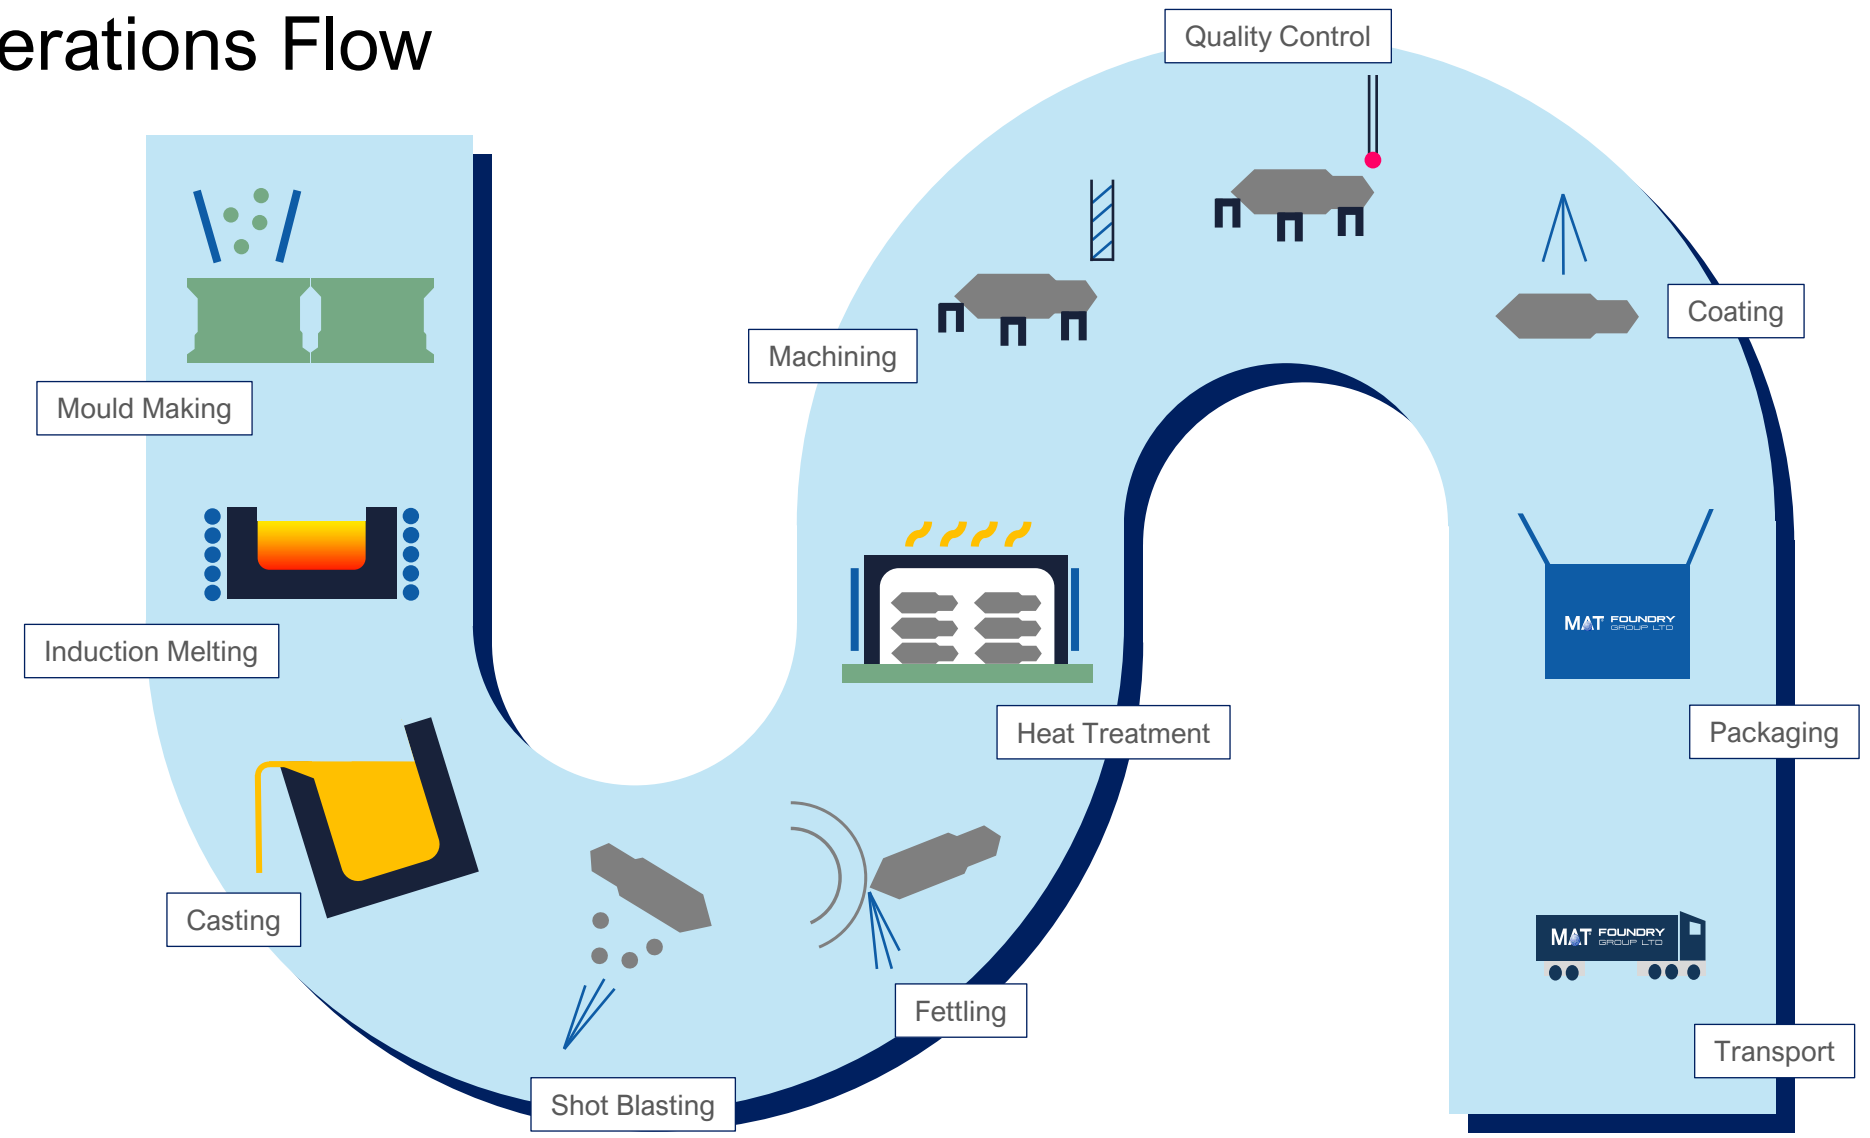 erations Flow
Mould Making
Induction Melting
Casting
Shot Blasting
Fettling
Heat Treatment
Machining
Quality Control
Coating
MAT FOUNDRY
GROUP LTD
Packaging
MAT FOUNDRY
GROUP LTD
Transport